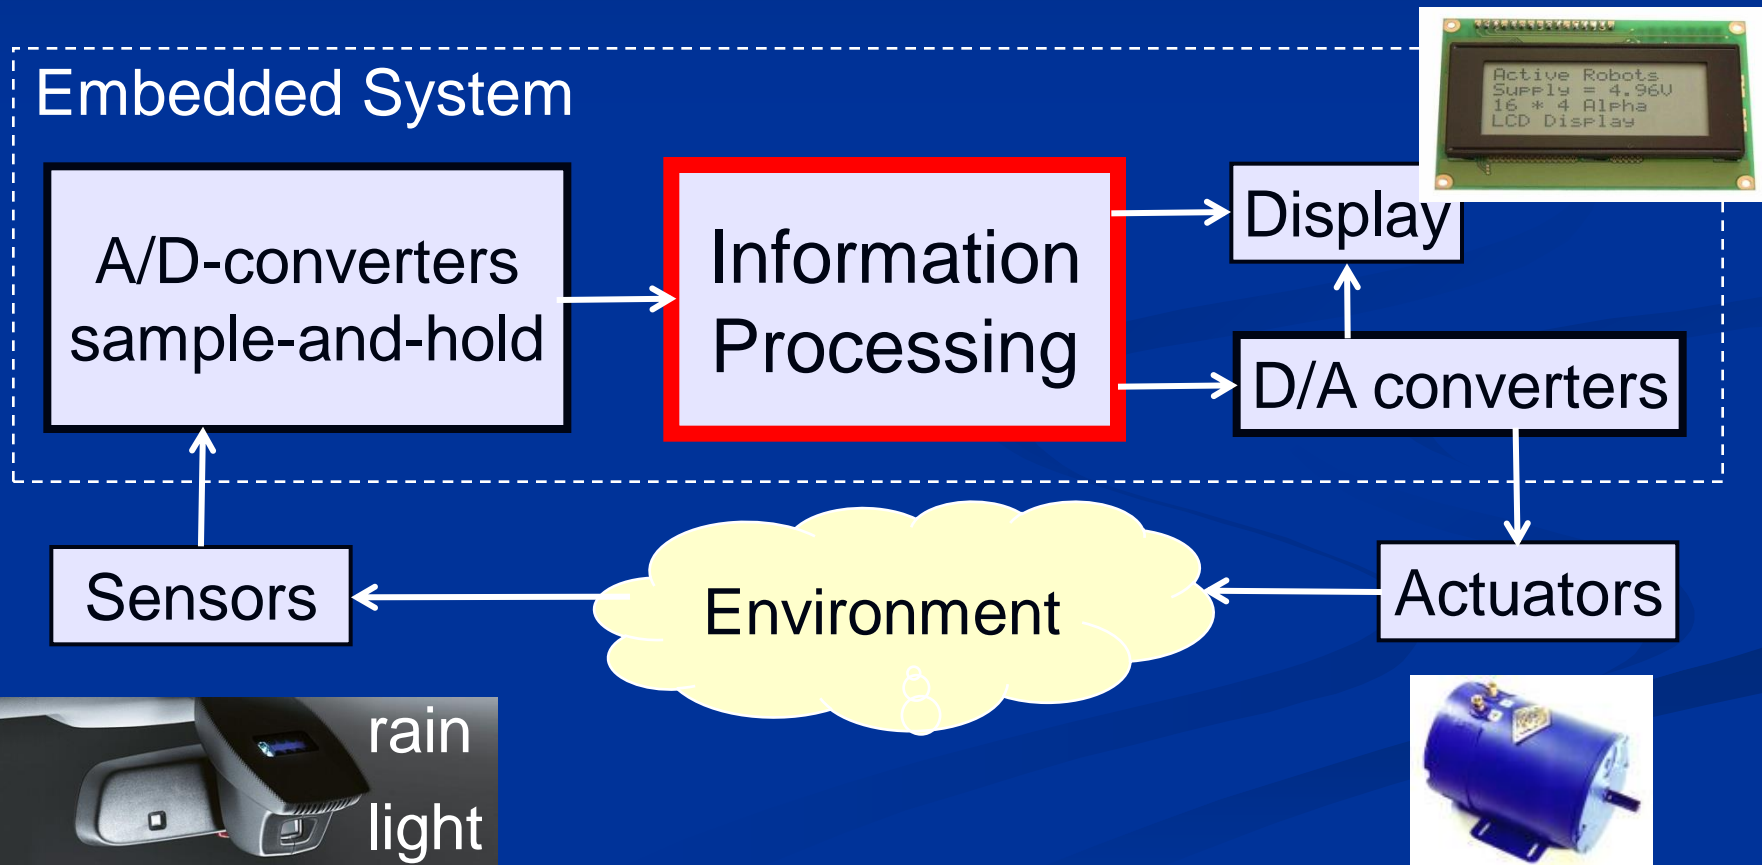 Embedded System
Active Robots
Supply = 4.96V
16 * 4 Alpha
LCD Display
A/D-converters
sample-and-hold
Information
Processing
Display
D/A converters
Sensors
Environment
Actuators
rain
light